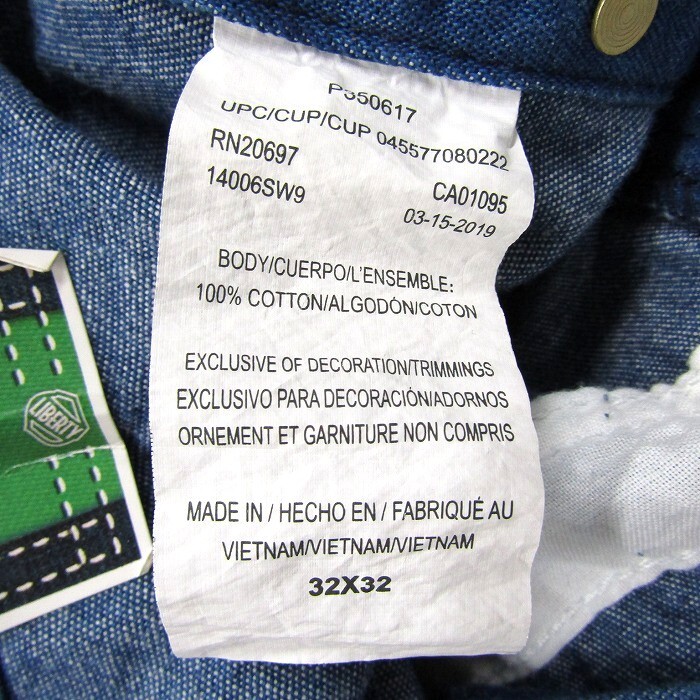 P350617
UPC/CUP/CUP 045577080222
RN20697
14006SW9
CA01095
03-15-2019
BODY/CUERPO/L'ENSEMBLE:
100% COTTON/ALGODÓN/COTON
EXCLUSIVE OF DECORATION/TRIMMINGS
EXCLUSIVO PARA DECORACIÓN/ADORNOS
ORNEMENT ET GARNITURE NON COMPRIS
MADE IN / HECHO EN / FABRIQUÉ AU
VIETNAM/VIETNAM/VIETNAM
32X32
LIBERTY